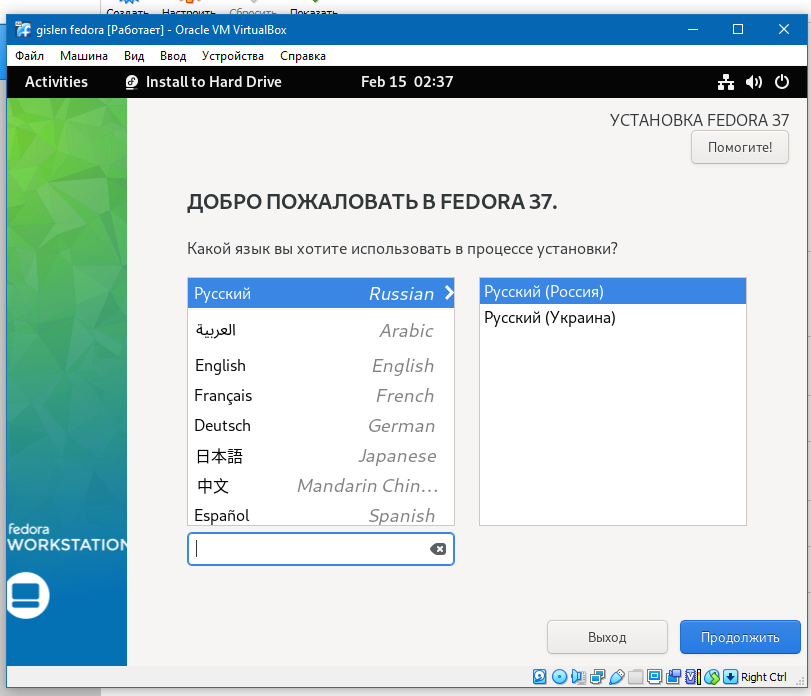 Создать Настроить Сбросить Показать
gislen fedora [Работает] - Oracle VM VirtualBox
Файл Машина Вид Ввод Устройства Справка
Activities Install to Hard Drive Feb 15 02:37
УСТАНОВКА FEDORA 37
Помогите!
ДОБРО ПОЖАЛОВАТЬ В FEDORA 37.
Какой язык вы хотите использовать в процессе установки?
Русский Russian
العربية Arabic
English English
Français French
Deutsch German
日本語 Japanese
中文 Mandarin Chin...
Español Spanish
Русский (Россия)
Русский (Украина)
fedora
WORKSTATION
Выход Продолжить
Right Ctrl